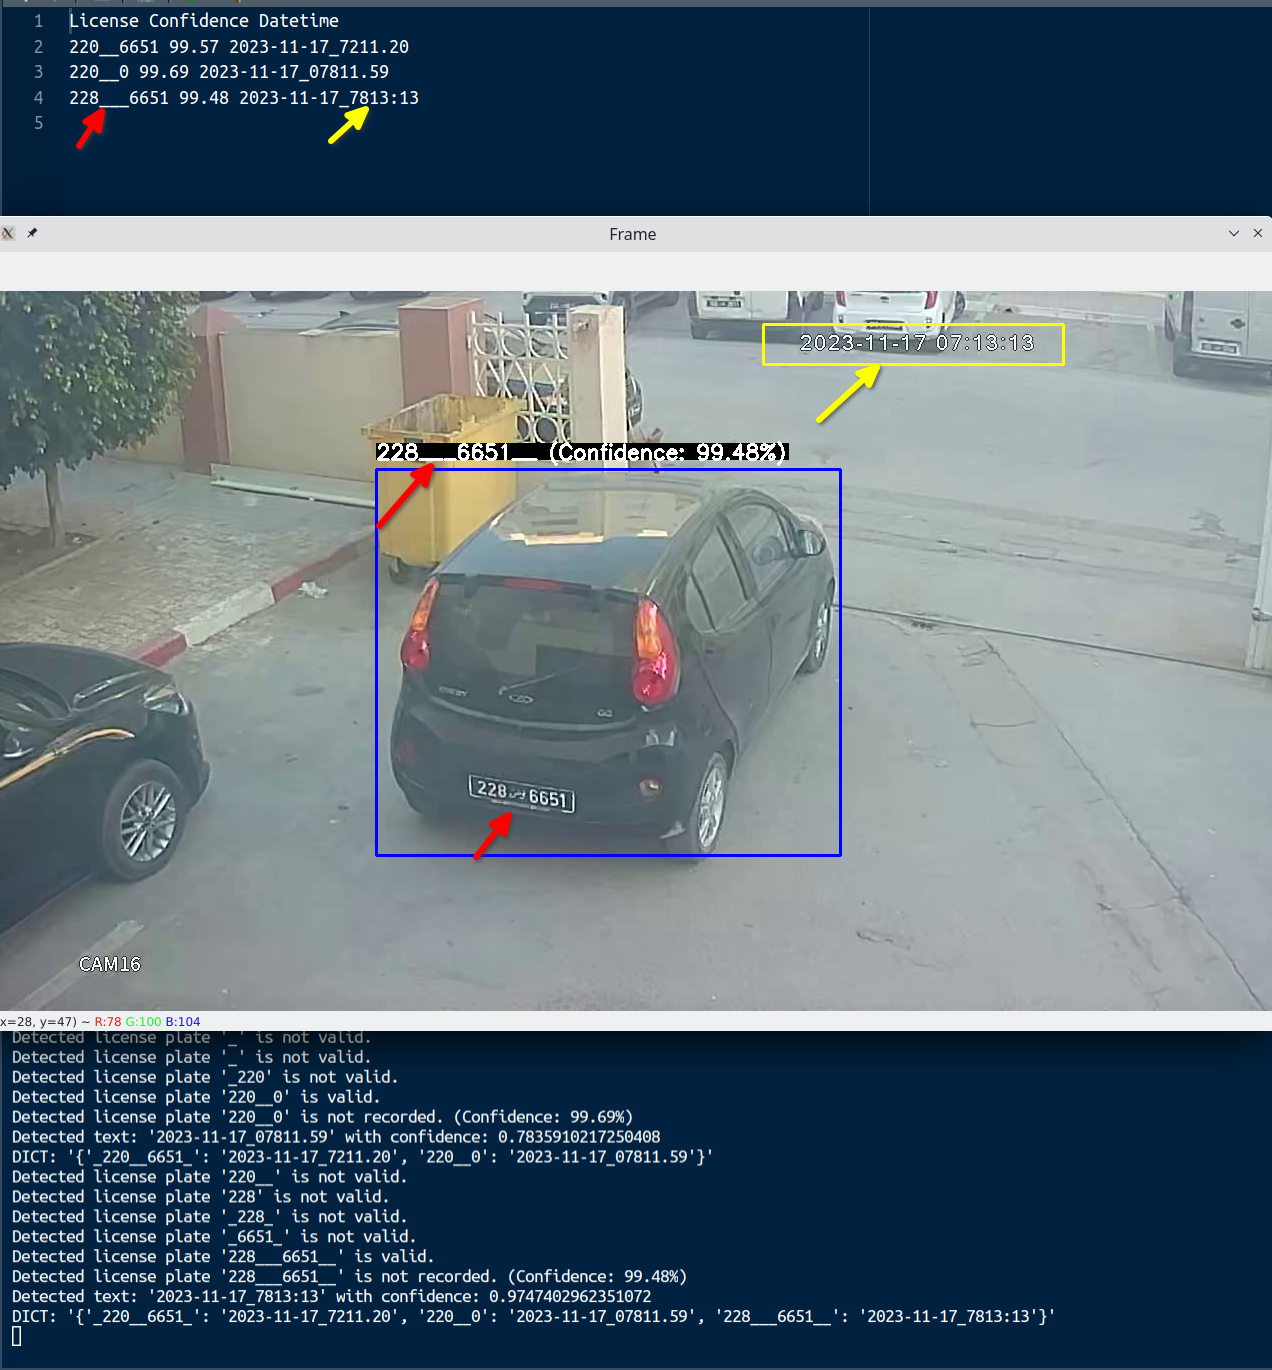 1 License Confidence Datetime
2 220__6651 99.57 2023-11-17_7211.20
3 220__0 99.69 2023-11-17_07811.59
4 228___6651 99.48 2023-11-17_7813:13
5
Frame
2023-11-17 07:13:13
228___6651__ (Confidence: 99.48%)
228 تونس 6651
CAM16
x=28, y=47) ~ R:78 G:100 B:104
Detected license plate '_' is not valid.
Detected license plate '_' is not valid.
Detected license plate '_220' is not valid.
Detected license plate '220__0' is valid.
Detected license plate '220__0' is not recorded. (Confidence: 99.69%)
Detected text: '2023-11-17_07811.59' with confidence: 0.7835910217250408
DICT: '{'_220__6651_': '2023-11-17_7211.20', '220__0': '2023-11-17_07811.59'}'
Detected license plate '220__' is not valid.
Detected license plate '228' is not valid.
Detected license plate '_228_' is not valid.
Detected license plate '_6651_' is not valid.
Detected license plate '228___6651__' is valid.
Detected license plate '228___6651__' is not recorded. (Confidence: 99.48%)
Detected text: '2023-11-17_7813:13' with confidence: 0.9747402962351072
DICT: '{'_220__6651_': '2023-11-17_7211.20', '220__0': '2023-11-17_07811.59', '228___6651__': '2023-11-17_7813:13'}'